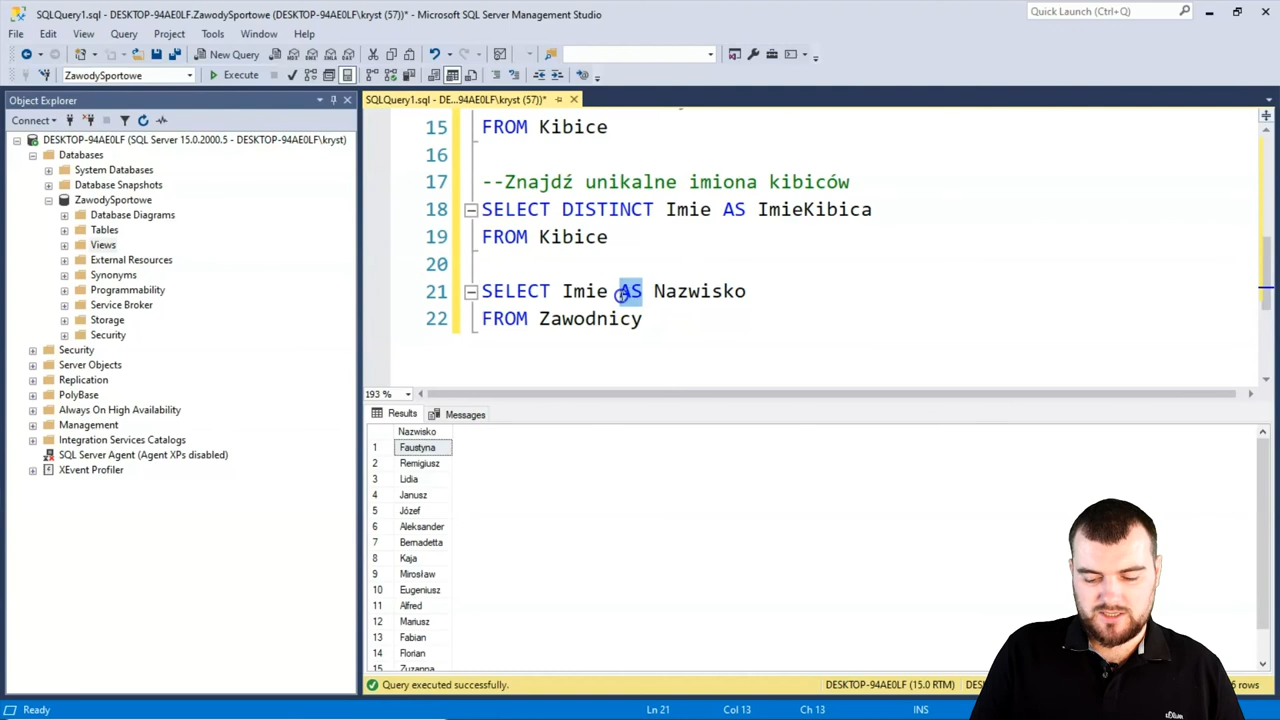 SQLQuery1.sql - DESKTOP-94AE0LF.ZawodySportowe (DESKTOP-94AE0LF\kryst (57))* - Microsoft SQL Server Management Studio
Quick Launch (Ctrl+Q)
File Edit View Query Project Tools Window Help
New Query
ZawodySportowe
Execute
Object Explorer
SQLQuery1.sql - DE...94AE0LF\kryst (57))*
Connect
DESKTOP-94AE0LF (SQL Server 15.0.2000.5 - DESKTOP-94AE0LF\kryst)
Databases
System Databases
Database Snapshots
ZawodySportowe
Database Diagrams
Tables
Views
External Resources
Synonyms
Programmability
Service Broker
Storage
Security
Security
Server Objects
Replication
PolyBase
Always On High Availability
Management
Integration Services Catalogs
SQL Server Agent (Agent XPs disabled)
XEvent Profiler
15 FROM Kibice
16
17 --Znajdź unikalne imiona kibiców
18 SELECT DISTINCT Imie AS ImieKibica
19 FROM Kibice
20
21 SELECT Imie AS Nazwisko
22 FROM Zawodnicy
193 %
Results Messages
Nazwisko
1 Faustyna
2 Remigiusz
3 Lidia
4 Janusz
5 Józef
6 Aleksander
7 Bernadetta
8 Kaja
9 Mirosław
10 Eugeniusz
11 Alfred
12 Mariusz
13 Fabian
14 Florian
15 Zuzanna
Query executed successfully.
DESKTOP-94AE0LF (15.0 RTM)
rows
Ready
Ln 21 Col 13 Ch 13 INS